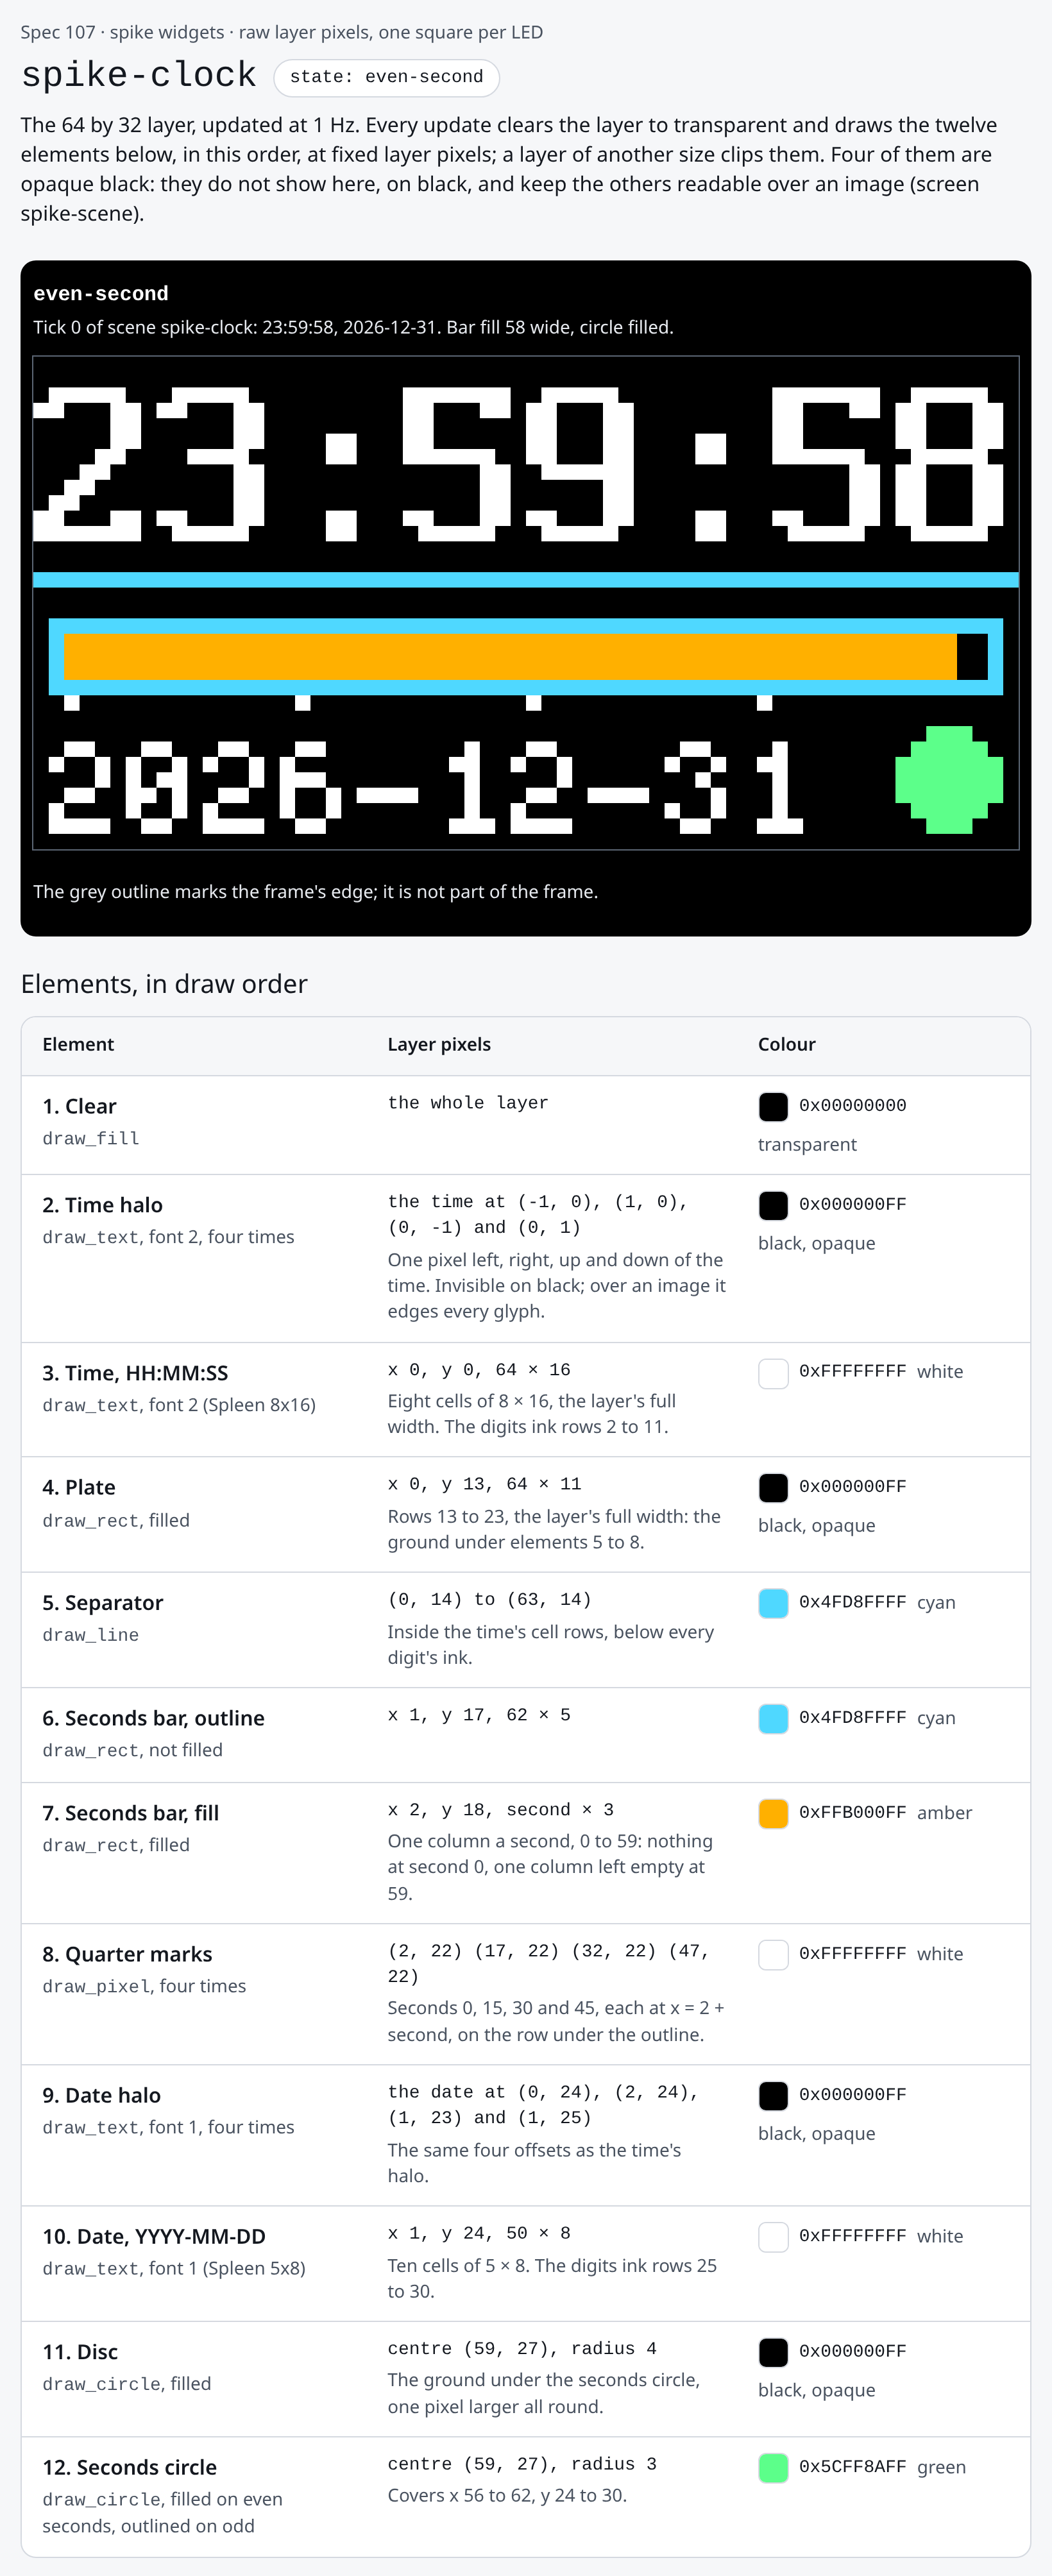 Spec 107 · spike widgets · raw layer pixels, one square per LED
spike-clock state: even-second
The 64 by 32 layer, updated at 1 Hz. Every update clears the layer to transparent and draws the twelve
elements below, in this order, at fixed layer pixels; a layer of another size clips them. Four of them are
opaque black: they do not show here, on black, and keep the others readable over an image (screen
spike-scene).
even-second
Tick 0 of scene spike-clock: 23:59:58, 2026-12-31. Bar fill 58 wide, circle filled.
23:59:58
2026-12-31
The grey outline marks the frame's edge; it is not part of the frame.
Elements, in draw order
Element Layer pixels Colour
1. Clear the whole layer 0x00000000
draw_fill transparent
2. Time halo the time at (-1, 0), (1, 0), 0x000000FF
(0, -1) and (0, 1)
draw_text, font 2, four times black, opaque
One pixel left, right, up and down of the
time. Invisible on black; over an image it
edges every glyph.
3. Time, HH:MM:SS x 0, y 0, 64 × 16 0xFFFFFFFF white
draw_text, font 2 (Spleen 8x16) Eight cells of 8 × 16, the layer's full
width. The digits ink rows 2 to 11.
4. Plate x 0, y 13, 64 × 11 0x000000FF
draw_rect, filled Rows 13 to 23, the layer's full width: the black, opaque
ground under elements 5 to 8.
5. Separator (0, 14) to (63, 14) 0x4FD8FFFF cyan
draw_line Inside the time's cell rows, below every
digit's ink.
6. Seconds bar, outline x 1, y 17, 62 × 5 0x4FD8FFFF cyan
draw_rect, not filled
7. Seconds bar, fill x 2, y 18, second × 3 0xFFB000FF amber
draw_rect, filled One column a second, 0 to 59: nothing
at second 0, one column left empty at
59.
8. Quarter marks (2, 22) (17, 22) (32, 22) (47, 0xFFFFFFFF white
22)
draw_pixel, four times
Seconds 0, 15, 30 and 45, each at x = 2 +
second, on the row under the outline.
9. Date halo the date at (0, 24), (2, 24), 0x000000FF
(1, 23) and (1, 25)
draw_text, font 1, four times black, opaque
The same four offsets as the time's
halo.
10. Date, YYYY-MM-DD x 1, y 24, 50 × 8 0xFFFFFFFF white
draw_text, font 1 (Spleen 5x8) Ten cells of 5 × 8. The digits ink rows 25
to 30.
11. Disc centre (59, 27), radius 4 0x000000FF
draw_circle, filled The ground under the seconds circle, black, opaque
one pixel larger all round.
12. Seconds circle centre (59, 27), radius 3 0x5CFF8AFF green
draw_circle, filled on even Covers x 56 to 62, y 24 to 30.
seconds, outlined on odd